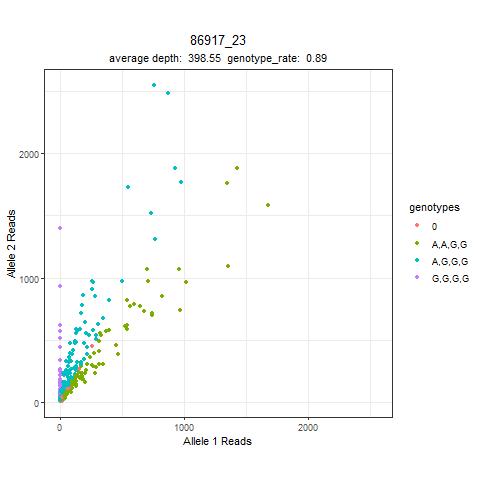 86917_23
average depth:  398.55  genotype_rate:  0.89
Allele 2 Reads
2000
1000
0
0
1000
2000
Allele 1 Reads
genotypes
0
A,A,G,G
A,G,G,G
G,G,G,G